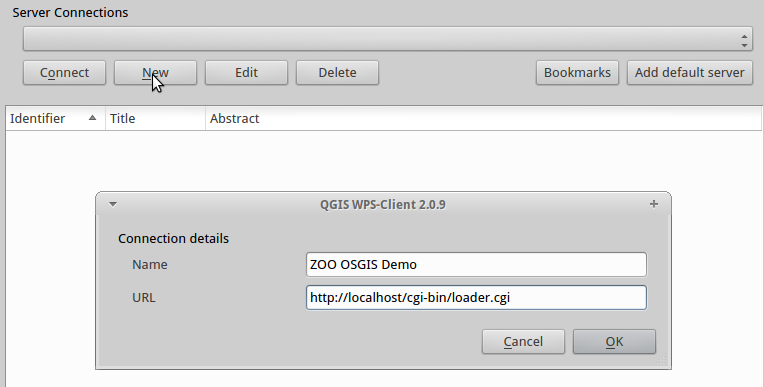 Server Connections
Connect New Edit Delete Bookmarks Add default server
Identifier Title Abstract
QGIS WPS-Client 2.0.9
Connection details
Name ZOO OSGIS Demo
URL http://localhost/cgi-bin/loader.cgi
Cancel OK